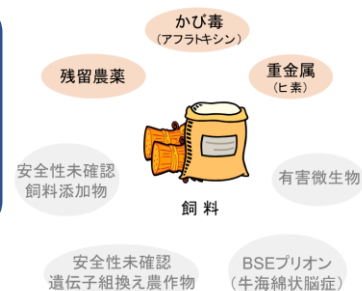 かび毒
（アフラトキシン）
残留農薬
重金属
（ヒ素）
安全性未確認
飼料添加物
有害微生物
飼料
安全性未確認
遺伝子組換え農作物
BSEプリオン
（牛海綿状脳症）